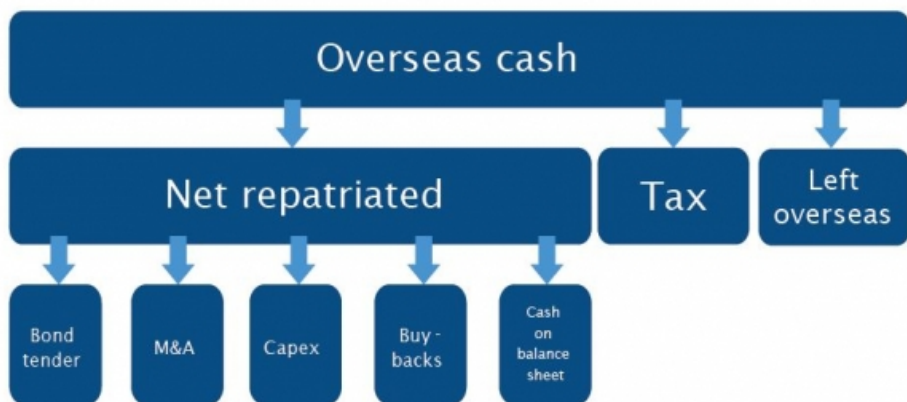 Overseas cash
Net repatriated
Tax
Left
overseas
Bond
tender
M&A
Capex
Buy-
backs
Cash
on
balance
sheet